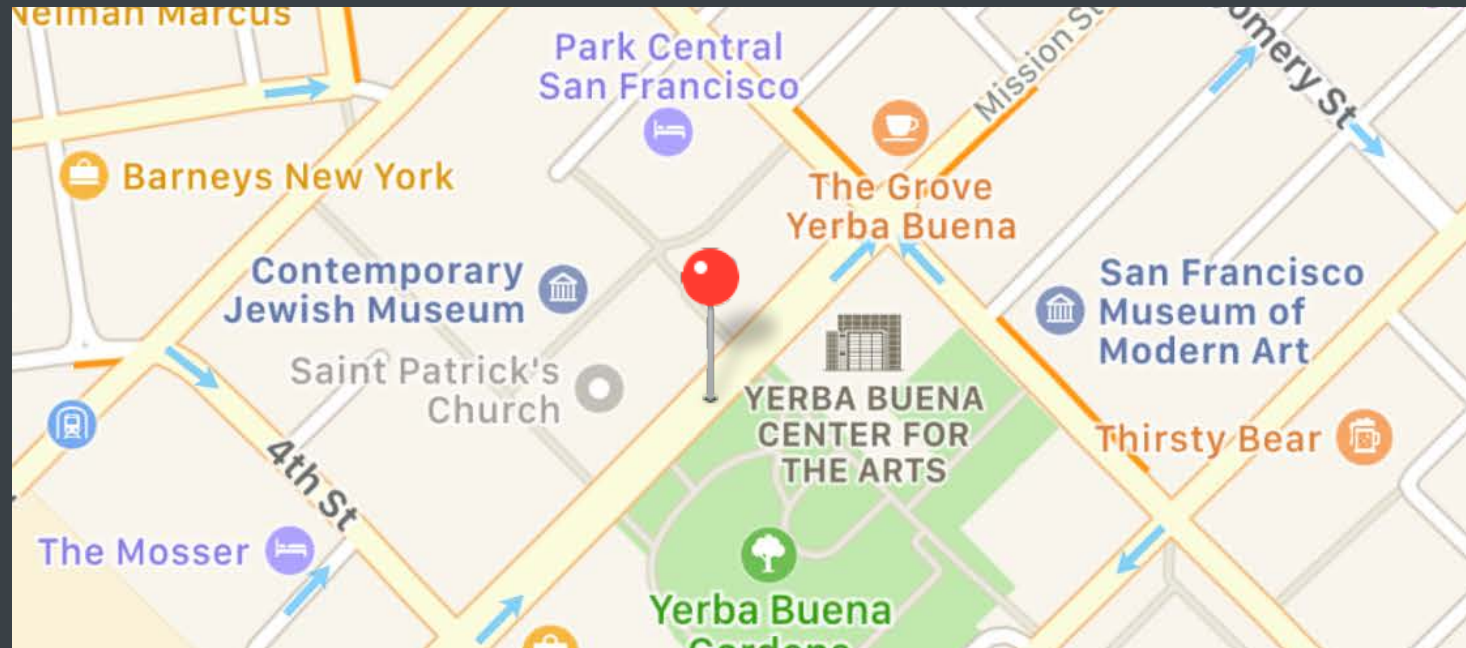 Neiman Marcus
Park Central
San Francisco
Mission St
omery St
Barneys New York
The Grove
Yerba Buena
Contemporary
Jewish Museum
San Francisco
Museum of
Modern Art
Saint Patrick's
Church
YERBA BUENA
CENTER FOR
THE ARTS
Thirsty Bear
4th St
The Mosser
Yerba Buena
Gardens